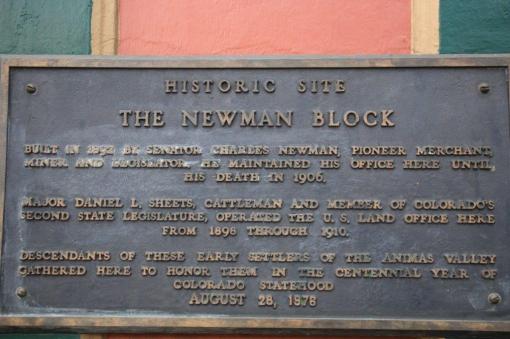 HISTORIC SITE
THE NEWMAN BLOCK
BUILT IN 1892 BY SENATOR CHARLES NEWMAN, PIONEER MERCHANT,
MINER AND LEGISLATOR. HE MAINTAINED HIS OFFICE HERE UNTIL
HIS DEATH IN 1906.
MAJOR DANIEL L. SHEETS, CATTLEMAN AND MEMBER OF COLORADO'S
SECOND STATE LEGISLATURE, OPERATED THE U.S. LAND OFFICE HERE
FROM 1898 THROUGH 1910.
DESCENDANTS OF THESE EARLY SETTLERS OF THE ANIMAS VALLEY
GATHERED HERE TO HONOR THEM IN THE CENTENNIAL YEAR OF
COLORADO STATEHOOD
AUGUST 28, 1976